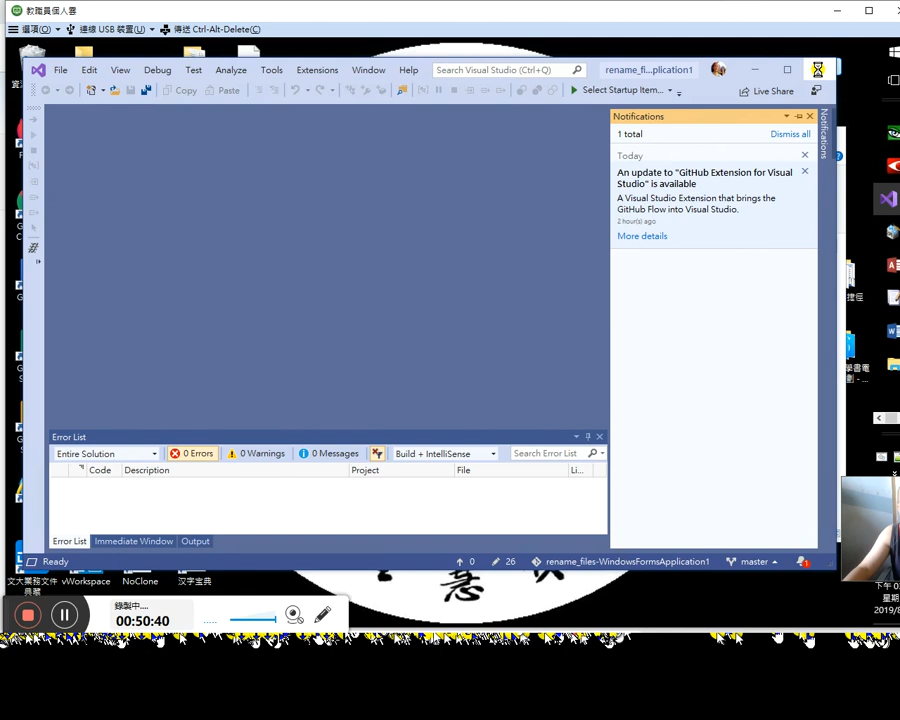 教職員個人雲
選項(O)
連線 USB 裝置(U)
傳送 Ctrl-Alt-Delete(C)
File Edit View Debug Test Analyze Tools Extensions Window Help
Search Visual Studio (Ctrl+Q)
rename_fi...plication1
Copy Paste
Select Startup Item...
Live Share
Notifications
Notifications
1 total
Dismiss all
Today
An update to "GitHub Extension for Visual
Studio" is available
A Visual Studio Extension that brings the
GitHub Flow into Visual Studio.
2 hour(s) ago
More details
Error List
Entire Solution
0 Errors
0 Warnings
0 Messages
Build + IntelliSense
Search Error List
Code Description Project File Li...
Error List Immediate Window Output
Ready
0 26 rename_files-WindowsFormsApplication1 master 1
文大業務文件 vWorkspace NoClone 汉字宝典
錄製中....
00:50:40
下午 0
星期
2019/8